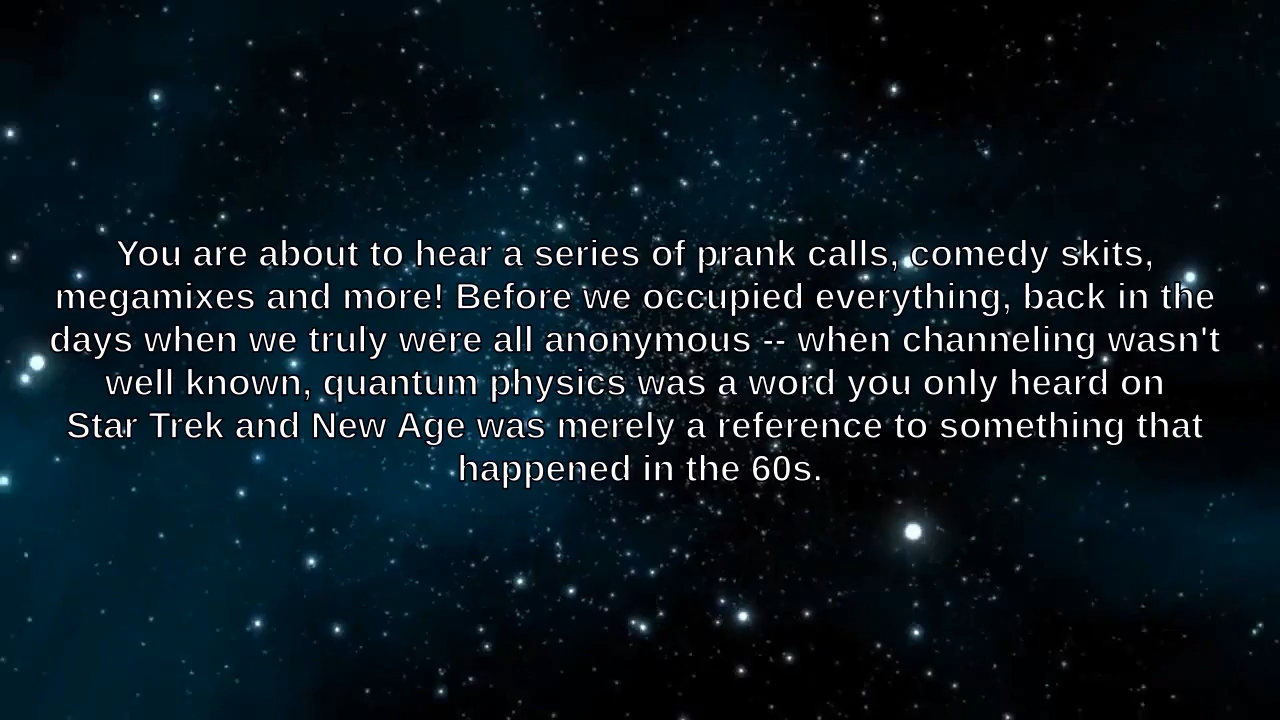 You are about to hear a series of prank calls, comedy skits,
megamixes and more! Before we occupied everything, back in the
days when we truly were all anonymous -- when channeling wasn't
well known, quantum physics was a word you only heard on
Star Trek and New Age was merely a reference to something that
happened in the 60s.